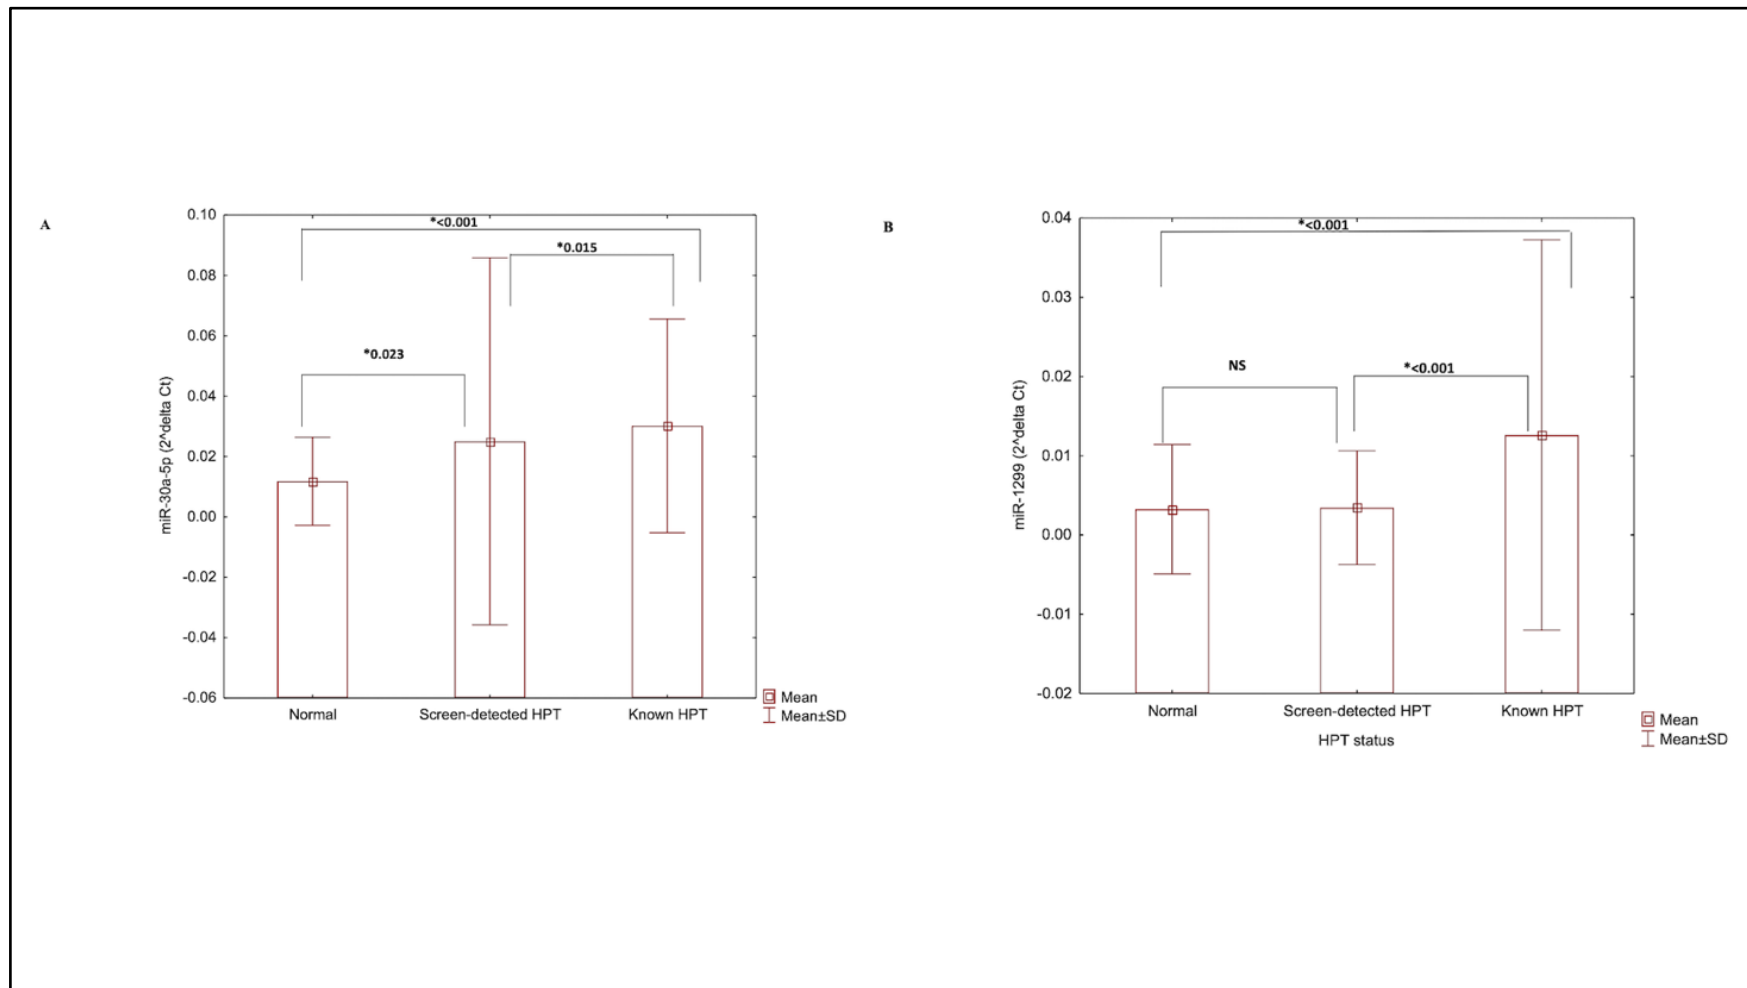 A
miR-30a-5p (2^delta Ct)
0.10
0.08
0.06
0.04
0.02
0.00
-0.02
-0.04
-0.06
*<0.001
*0.015
*0.023
Normal
Screen-detected HPT
Known HPT
Mean
Mean±SD
B
miR-1299 (2^delta Ct)
0.04
0.03
0.02
0.01
0.00
-0.01
-0.02
*<0.001
NS
*<0.001
Normal
Screen-detected HPT
Known HPT
HPT status
Mean
Mean±SD